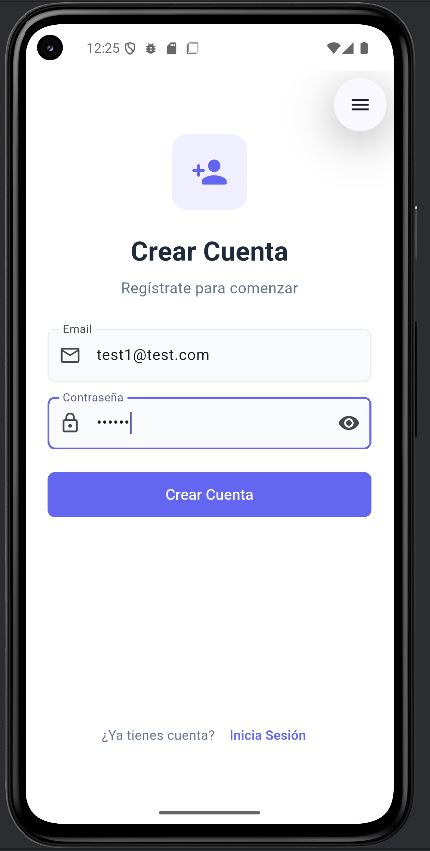 12:25
Crear Cuenta
Regístrate para comenzar
Email
test1@test.com
Contraseña
••••••
Crear Cuenta
¿Ya tienes cuenta? Inicia Sesión